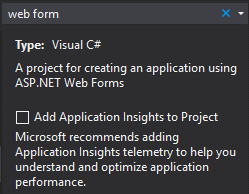 web form
Type: Visual C#
A project for creating an application using
ASP.NET Web Forms
Add Application Insights to Project
Microsoft recommends adding
Application Insights telemetry to help you
understand and optimize application
performance.